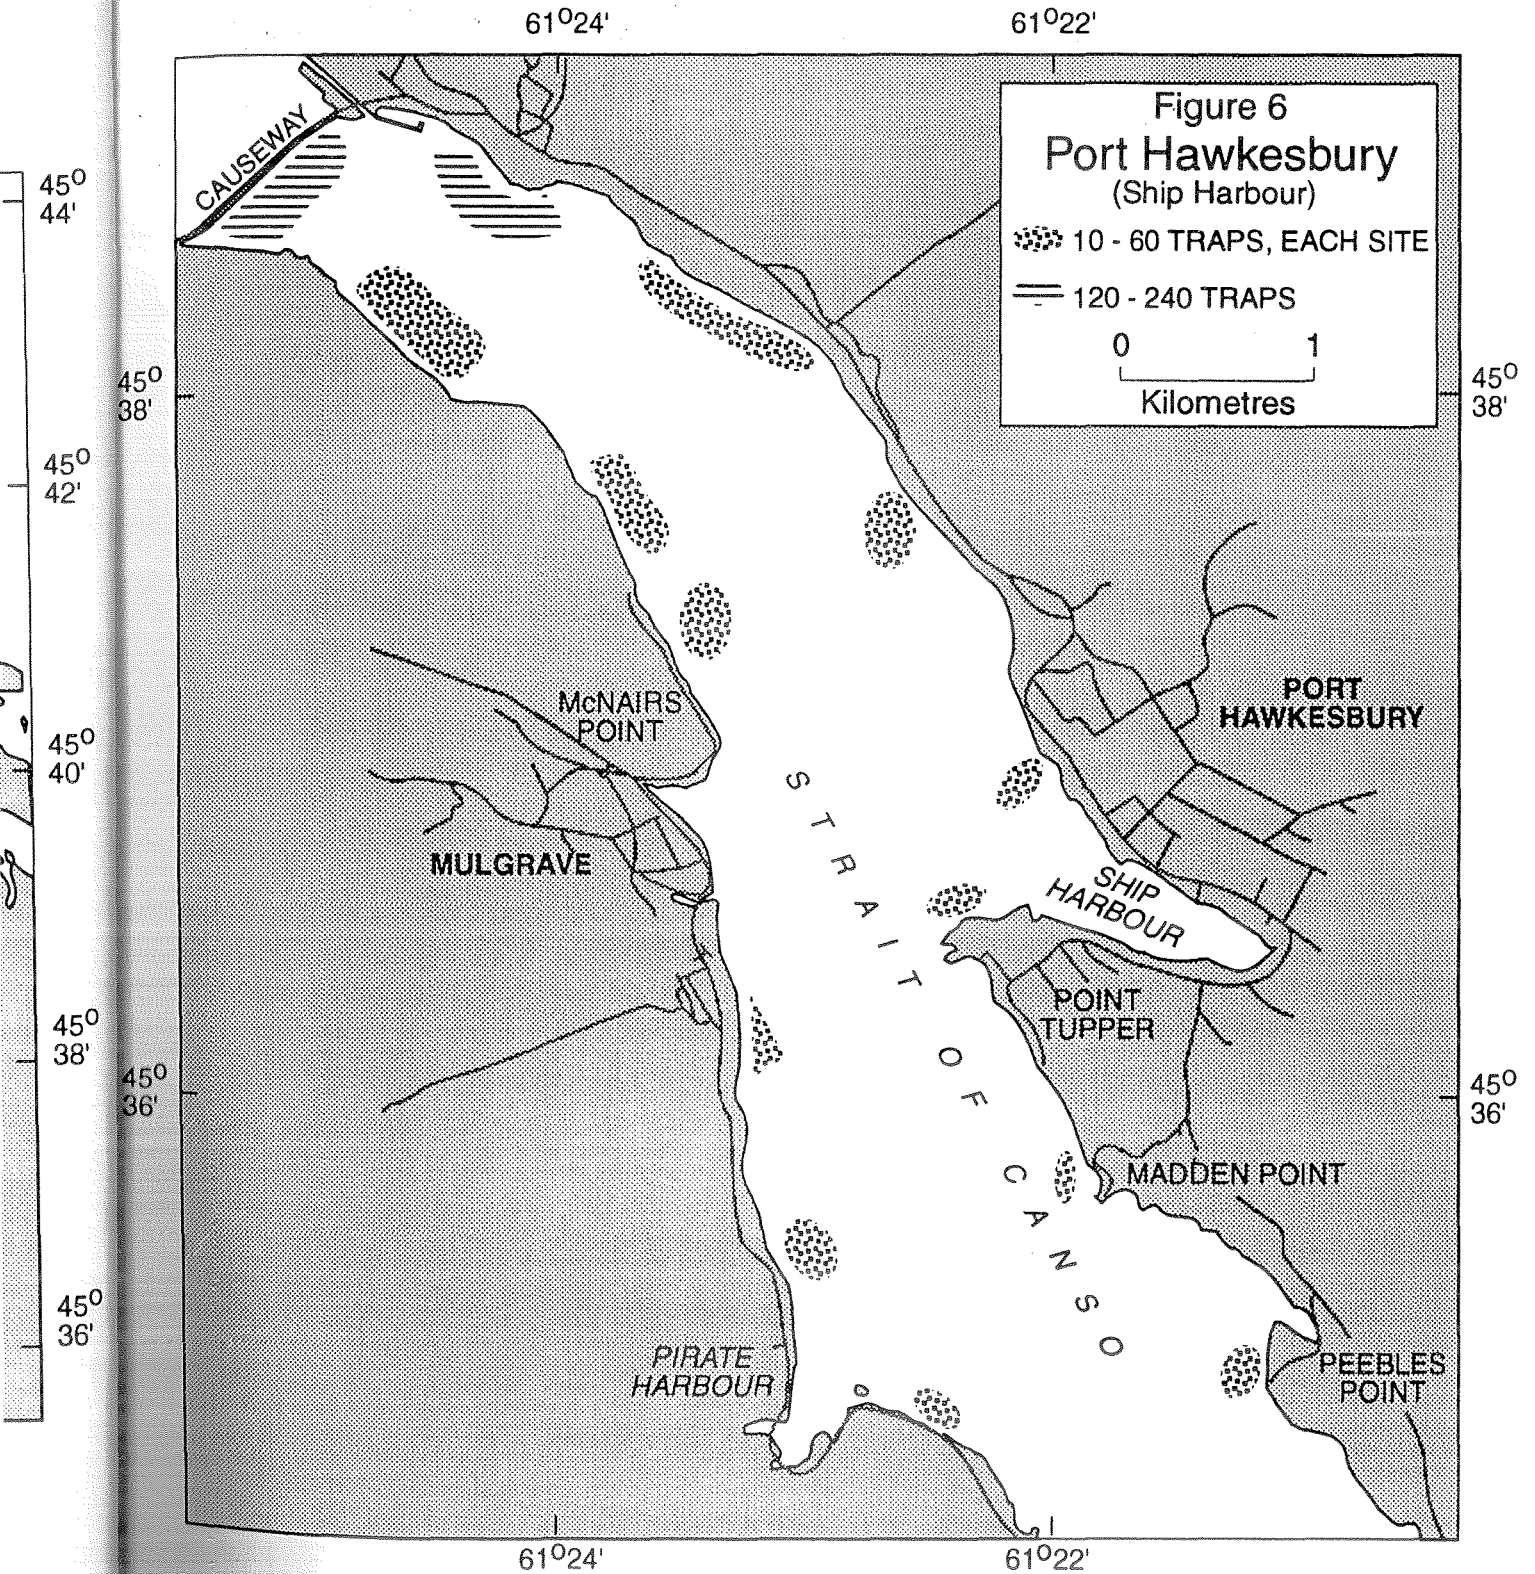 61°24'
61°22'
Figure 6
Port Hawkesbury
(Ship Harbour)
10 - 60 TRAPS, EACH SITE
120 - 240 TRAPS
0 1
Kilometres
CAUSEWAY
45°
44'
45°
38'
45°
38'
45°
42'
PORT
HAWKESBURY
McNAIRS
POINT
45°
40'
MULGRAVE
SHIP
HARBOUR
STRAIT OF CANSO
POINT
TUPPER
45°
38'
45°
36'
45°
36'
MADDEN POINT
45°
36'
PIRATE
HARBOUR
PEEBLES
POINT
61°24'
61°22'